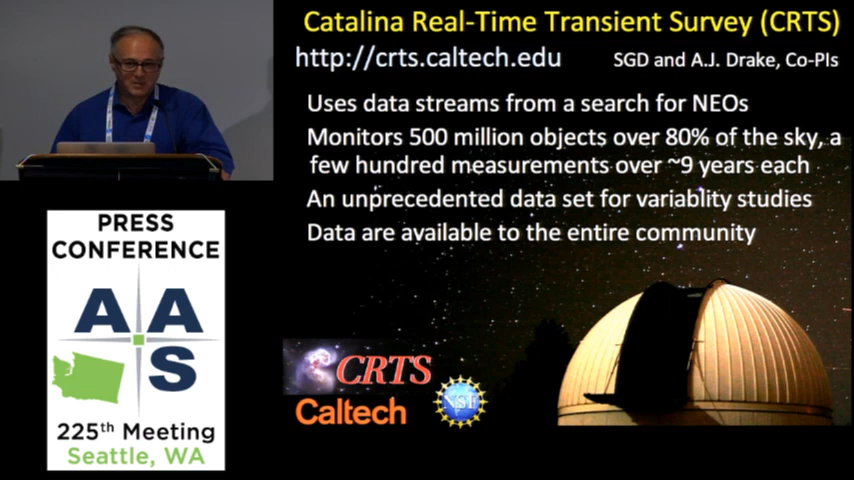 Catalina Real-Time Transient Survey (CRTS)
http://crts.caltech.edu SGD and A.J. Drake, Co-PIs
Uses data streams from a search for NEOs
Monitors 500 million objects over 80% of the sky, a
few hundred measurements over ~9 years each
An unprecedented data set for variablity studies
Data are available to the entire community
PRESS
CONFERENCE
AAS
225th Meeting
Seattle, WA
CRTS
Caltech
NSF